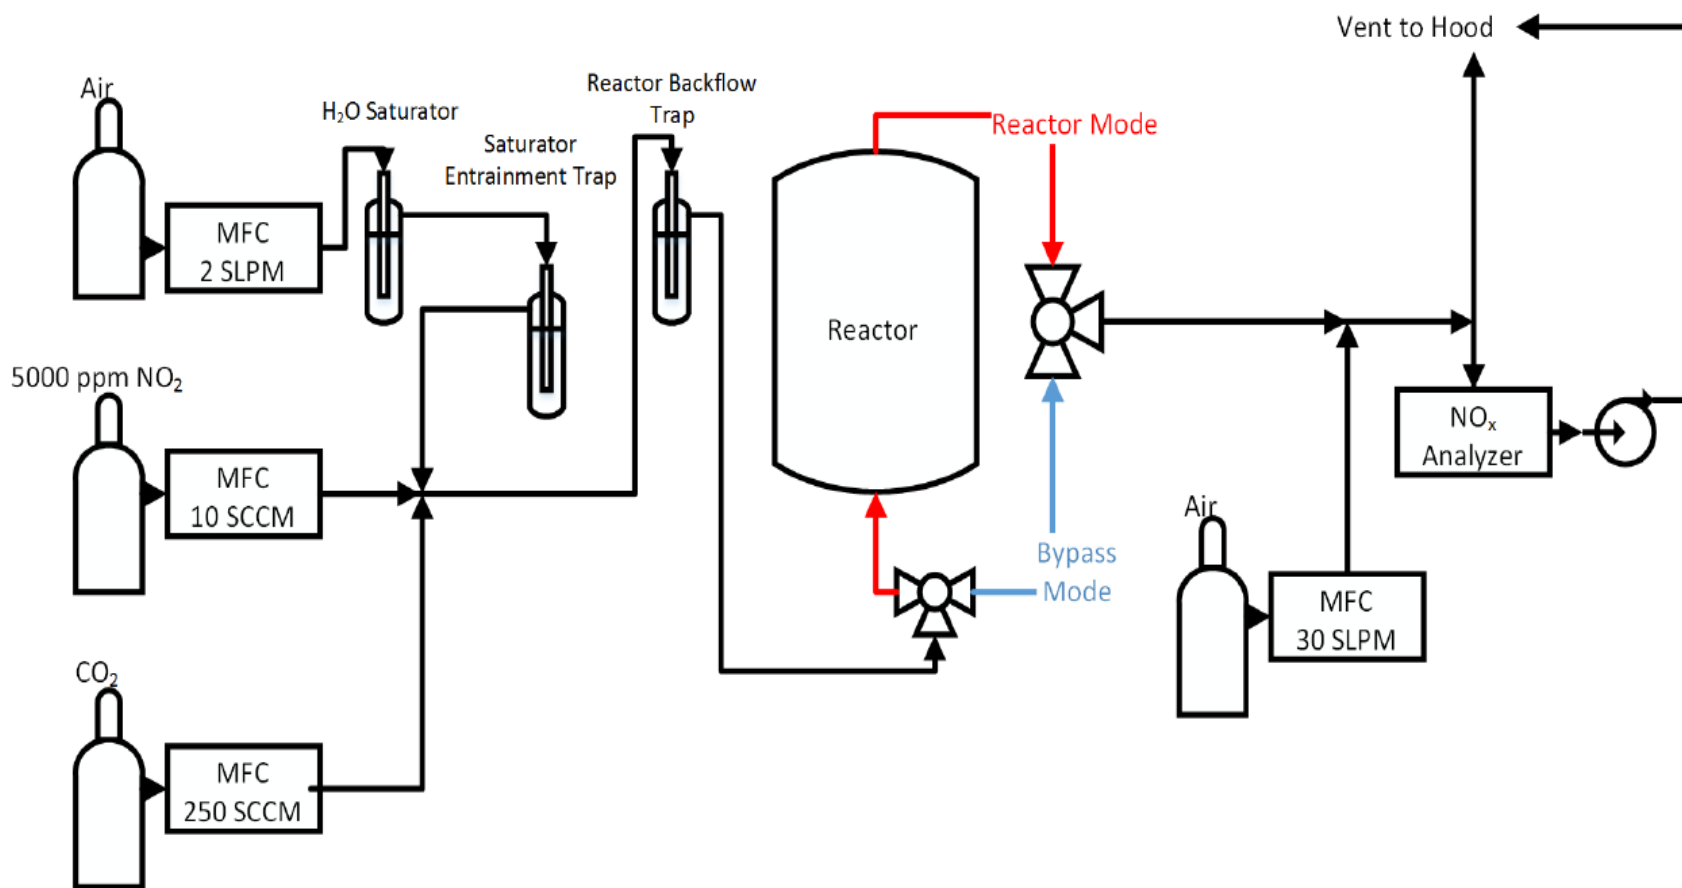 Vent to Hood
Air
H₂O Saturator
Reactor Backflow
Trap
Saturator
Entrainment Trap
Reactor Mode
MFC
2 SLPM
Reactor
5000 ppm NO₂
MFC
10 SCCM
NOₓ
Analyzer
Air
Bypass
Mode
MFC
30 SLPM
CO₂
MFC
250 SCCM